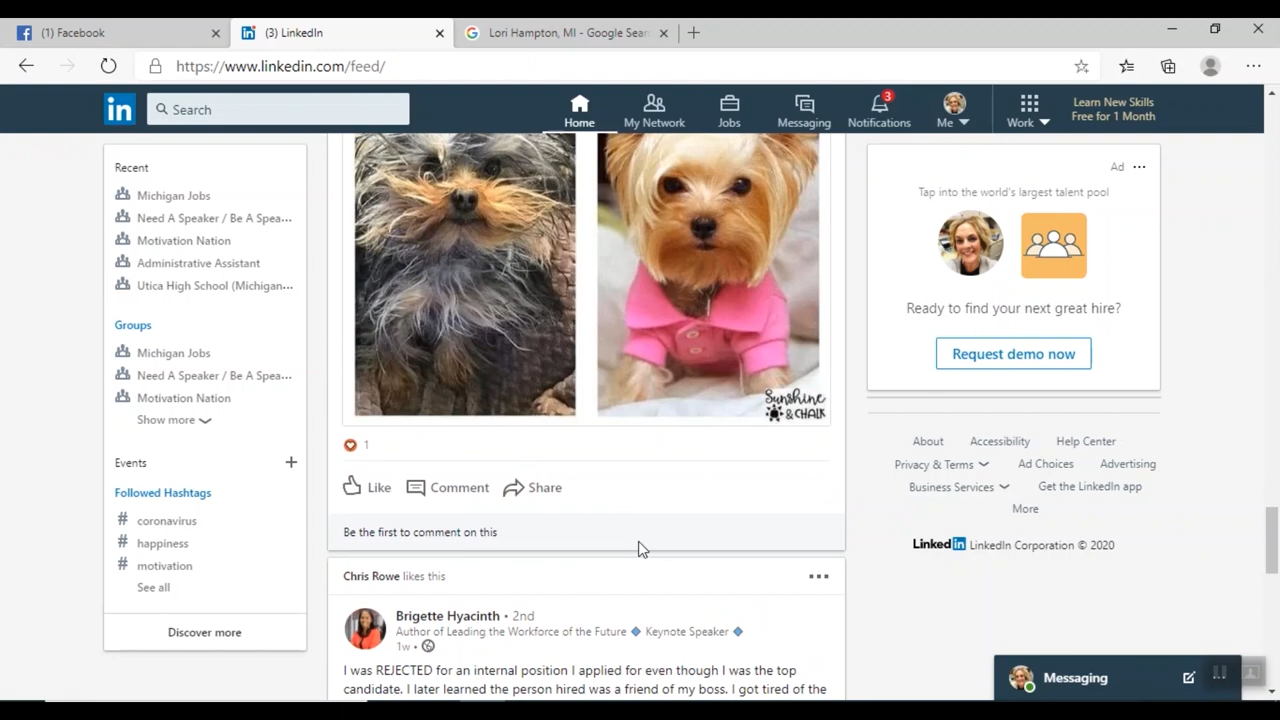 (1) Facebook
(3) LinkedIn
Lori Hampton, MI - Google Sear
https://www.linkedin.com/feed/
in
Search
Home
My Network
Jobs
Messaging
3
Notifications
Me
Work
Learn New Skills
Free for 1 Month
Recent
Michigan Jobs
Need A Speaker / Be A Spea...
Motivation Nation
Administrative Assistant
Utica High School (Michigan...
Groups
Michigan Jobs
Need A Speaker / Be A Spea...
Motivation Nation
Show more
Events
Followed Hashtags
# coronavirus
# happiness
# motivation
See all
Discover more
Sunshine
& CHALK
1
Like
Comment
Share
Be the first to comment on this
Chris Rowe likes this
Brigette Hyacinth • 2nd
Author of Leading the Workforce of the Future 🔷 Keynote Speaker 🔷
1w •
I was REJECTED for an internal position I applied for even though I was the top
candidate. I later learned the person hired was a friend of my boss. I got tired of the
Ad
Tap into the world's largest talent pool
Ready to find your next great hire?
Request demo now
About
Accessibility
Help Center
Privacy & Terms
Ad Choices
Advertising
Business Services
Get the LinkedIn app
More
LinkedIn LinkedIn Corporation © 2020
Messaging